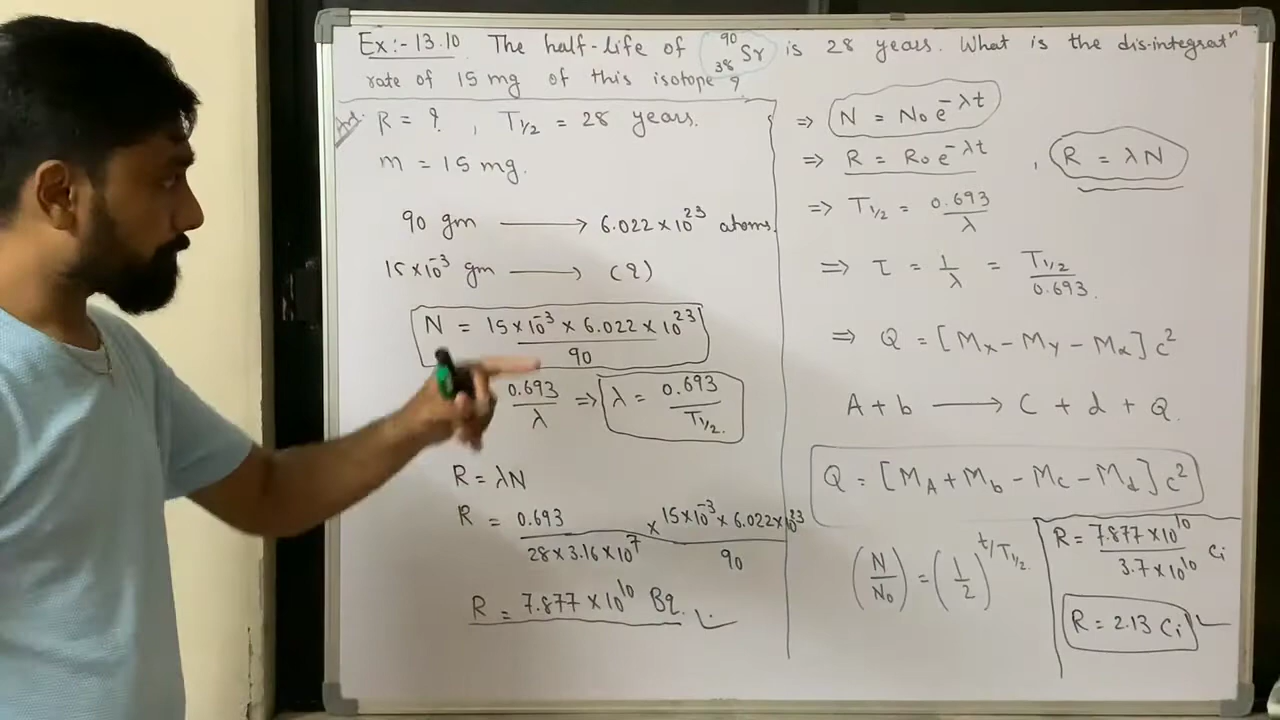 Ex:- 13.10 The half-life of ⁹⁰₃₈Sr is 28 years. What is the dis-integratⁿ
rate of 15 mg of this isotope ?
R = ? , T1/2 = 28 years.
m = 15 mg.
90 gm ⟶ 6.022×10²³ atoms.
15×10⁻³ gm ⟶ (?)
N = 15×10⁻³ × 6.022×10²³ / 90
0.693/λ ⇒ λ = 0.693/T1/2.
R = λN
R = 0.693 / 28×3.16×10⁷ × 15×10⁻³×6.022×10²³ / 90
R = 7.877×10¹⁰ Bq.
⇒ N = N₀e^-λt
⇒ R = R₀e^-λt , R = λN
⇒ T1/2 = 0.693/λ
⇒ τ = 1/λ = T1/2/0.693.
⇒ Q = [Mx - My - Mα]c²
A + b ⟶ C + d + Q.
Q = [M_A + M_b - M_c - M_d]c²
(N/N₀) = (1/2)^t/T1/2.
R = 7.877×10¹⁰ / 3.7×10¹⁰ Ci
R = 2.13 Ci